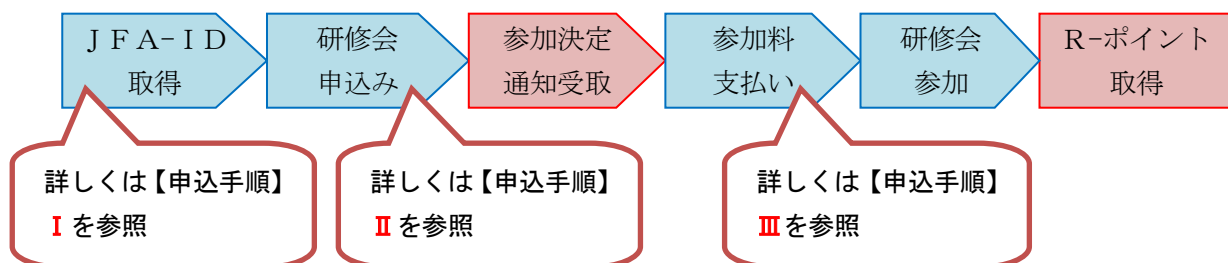 ＪＦＡ−ＩＤ
取得
研修会
申込み
参加決定
通知受取
参加料
支払い
研修会
参加
Ｒ−ポイント
取得
詳しくは【申込手順】
Ⅰを参照
詳しくは【申込手順】
Ⅱを参照
詳しくは【申込手順】
Ⅲを参照